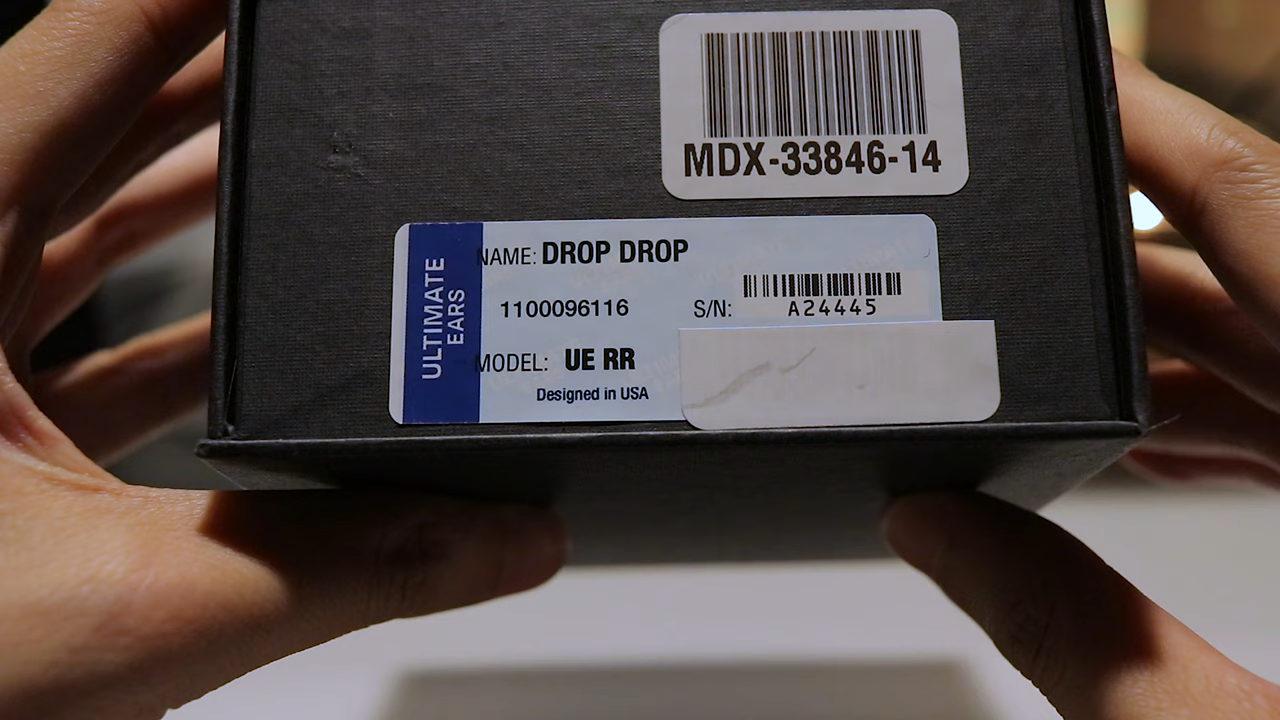 MDX-33846-14
ULTIMATE
EARS
NAME: DROP DROP
1100096116
S/N: A24445
MODEL: UE RR
Designed in USA